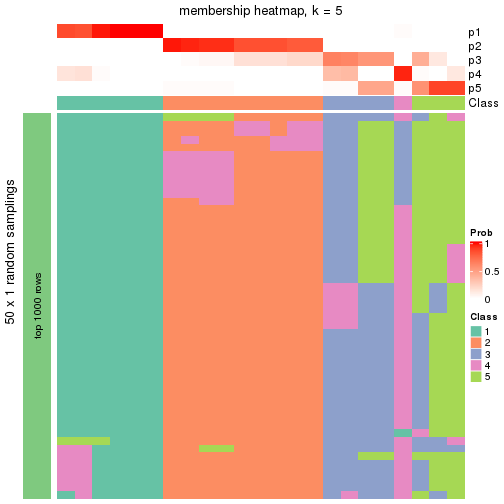 membership heatmap, k = 5
p1
p2
p3
p4
p5
Class
50 x 1 random samplings
top 1000 rows
Prob
1
0.5
0
Class
1
2
3
4
5